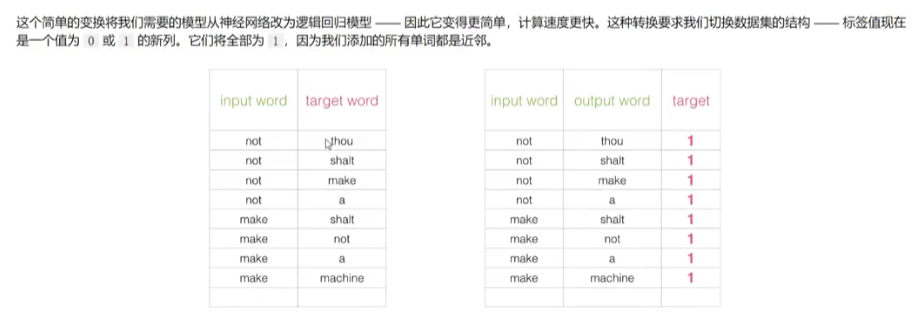 这个简单的变换将我们需要的模型从神经网络改为逻辑回归模型 —— 因此它变得更简单，计算速度更快。这种转换要求我们切换数据集的结构 —— 标签值现在
是一个值为 0 或 1 的新列。它们将全部为 1，因为我们添加的所有单词都是近邻。
input word target word
not thou
not shalt
not make
not a
make shalt
make not
make a
make machine
input word output word target
not thou 1
not shalt 1
not make 1
not a 1
make shalt 1
make not 1
make a 1
make machine 1